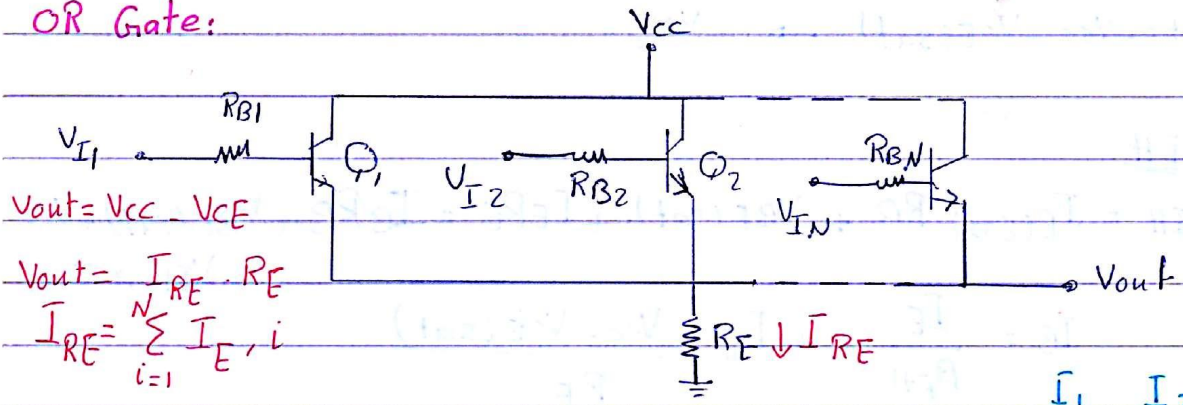 OR Gate:
Vcc
RB1
VI1
Q1
VI2
RB2
Q2
RBN
VIN
Vout = Vcc - VCE
Vout = IRE . RE
IRE = N Σ i=1 IE, i
Vout
RE ↓ IRE